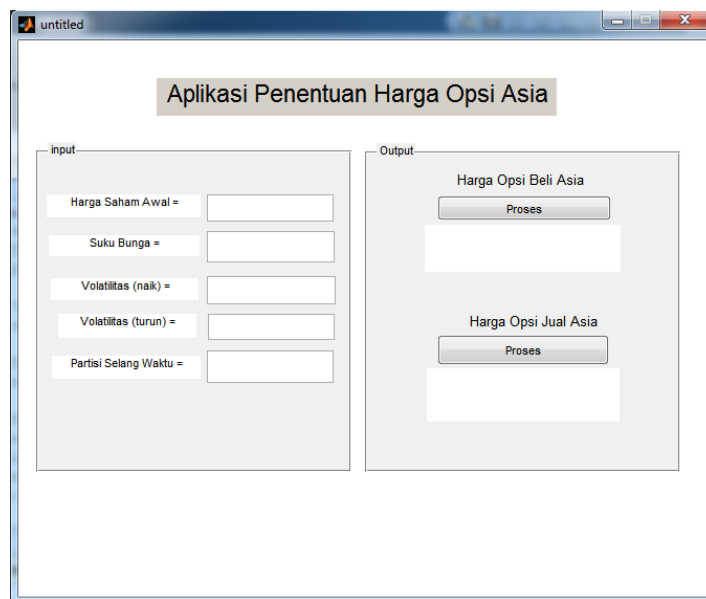 untitled
Aplikasi Penentuan Harga Opsi Asia
input
Harga Saham Awal =
Suku Bunga =
Volatilitas (naik) =
Volatilitas (turun) =
Partisi Selang Waktu =
Output
Harga Opsi Beli Asia
Proses
Harga Opsi Jual Asia
Proses